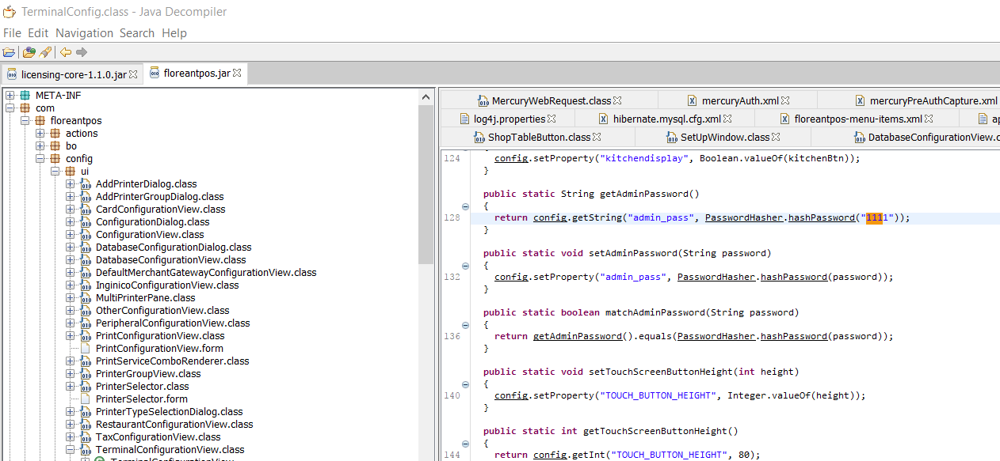 TerminalConfig.class - Java Decompiler
File Edit Navigation Search Help
licensing-core-1.1.0.jar
floreantpos.jar
META-INF
com
floreantpos
actions
bo
config
ui
AddPrinterDialog.class
AddPrinterGroupDialog.class
CardConfigurationView.class
ConfigurationDialog.class
ConfigurationView.class
DatabaseConfigurationDialog.class
DatabaseConfigurationView.class
DefaultMerchantGatewayConfigurationView.class
InginicoConfigurationView.class
MultiPrinterPane.class
OtherConfigurationView.class
PeripheralConfigurationView.class
PrintConfigurationView.class
PrintConfigurationView.form
PrintServiceComboRenderer.class
PrinterGroupView.class
PrinterSelector.class
PrinterSelector.form
PrinterTypeSelectionDialog.class
RestaurantConfigurationView.class
TaxConfigurationView.class
TerminalConfigurationView.class
TerminalConfigurationView
MercuryWebRequest.class mercuryAuth.xml mercuryPreAuthCapture.xml
log4j.properties hibernate.mysql.cfg.xml floreantpos-menu-items.xml
ShopTableButton.class SetUpWindow.class DatabaseConfigurationView.c
124 config.setProperty("kitchendisplay", Boolean.valueOf(kitchenBtn));
}
public static String getAdminPassword()
{
128 return config.getString("admin_pass", PasswordHasher.hashPassword("1111"));
}
public static void setAdminPassword(String password)
{
132 config.setProperty("admin_pass", PasswordHasher.hashPassword(password));
}
public static boolean matchAdminPassword(String password)
{
136 return getAdminPassword().equals(PasswordHasher.hashPassword(password));
}
public static void setTouchScreenButtonHeight(int height)
{
140 config.setProperty("TOUCH_BUTTON_HEIGHT", Integer.valueOf(height));
}
public static int getTouchScreenButtonHeight()
{
144 return config.getInt("TOUCH_BUTTON_HEIGHT", 80);